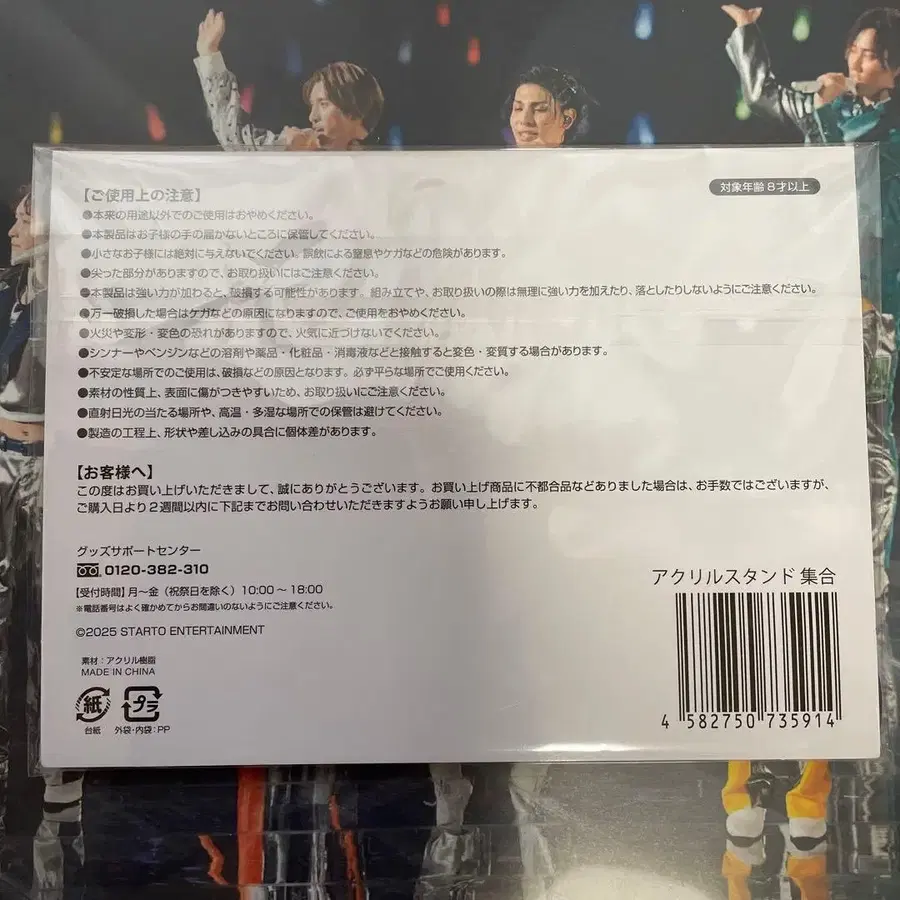 【ご使用上の注意】
対象年齢8才以上
●本来の用途以外でのご使用はおやめください。
●本製品はお子様の手の届かないところに保管してください。
●小さなお子様には絶対に与えないでください。誤飲による窒息やケガなどの危険があります。
●尖った部分がありますので、お取り扱いにはご注意ください。
●本製品は強い力が加わると、破損する可能性があります。組み立てや、お取り扱いの際は無理に強い力を加えたり、落としたりしないようにご注意ください。
●万一破損した場合はケガなどの原因になりますので、ご使用をおやめください。
●火災や変形・変色の恐れがありますので、火気に近づけないでください。
●シンナーやベンジンなどの溶剤や薬品・化粧品・消毒液などと接触すると変色・変質する場合があります。
●不安定な場所でのご使用は、破損などの原因となります。必ず平らな場所でご使用ください。
●素材の性質上、表面に傷がつきやすいため、お取り扱いにご注意ください。
●直射日光の当たる場所や、高温・多湿な場所での保管は避けてください。
●製造の工程上、形状や差し込みの具合に個体差があります。
【お客様へ】
この度はお買い上げいただきまして、誠にありがとうございます。お買い上げ商品に不都合品などありました場合は、お手数ではございますが、
ご購入日より2週間以内に下記までお問い合わせいただきますようお願い申し上げます。
グッズサポートセンター
0120-382-310
【受付時間】月〜金（祝祭日を除く）10:00〜18:00
※電話番号はよく確かめてからお間違いのないようにご注意ください。
©2025 STARTO ENTERTAINMENT
素材：アクリル樹脂
MADE IN CHINA
紙 プラ
台紙 外袋・内袋：PP
アクリルスタンド 集合
4 582750 735914